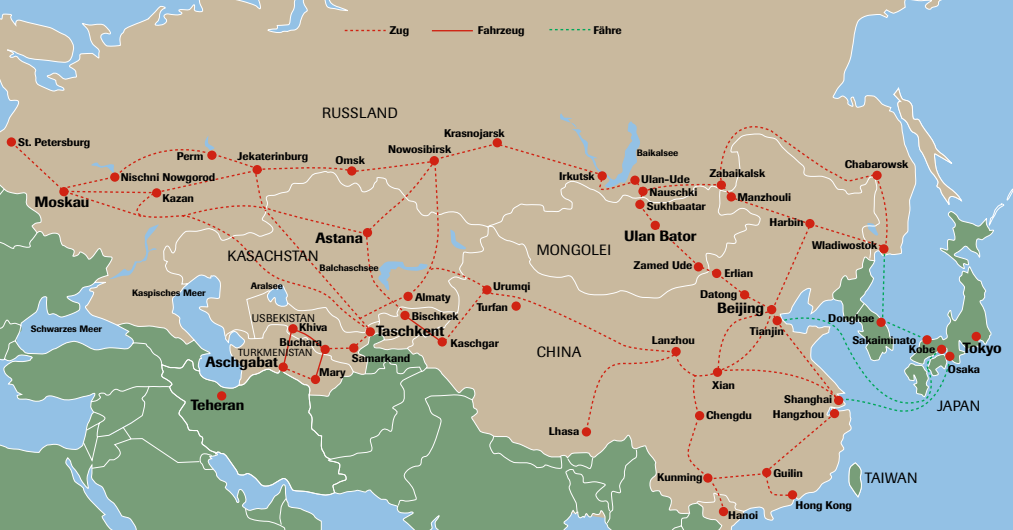 Zug
Fahrzeug
Fähre
RUSSLAND
St. Petersburg
Perm
Jekaterinburg
Omsk
Nowosibirsk
Krasnojarsk
Baikalsee
Chabarowsk
Nischni Nowgorod
Irkutsk
Ulan-Ude
Zabaikalsk
Moskau
Kazan
Nauschki
Manzhouli
Sukhbaatar
Harbin
Astana
Ulan Bator
Wladiwostok
KASACHSTAN
MONGOLEI
Balchaschsee
Zamed Ude
Erlian
Kaspisches Meer
Aralsee
Almaty
Urumqi
Turfan
Datong
Beijing
Schwarzes Meer
USBEKISTAN
Khiva
Bischkek
Taschkent
Tianjin
Donghae
Buchara
TURKMENISTAN
Samarkand
Kaschgar
CHINA
Lanzhou
Sakaiminato
Kobe
Tokyo
Aschgabat
Mary
Osaka
Xian
Teheran
Shanghai
Hangzhou
JAPAN
Chengdu
Lhasa
Kunming
Guilin
TAIWAN
Hong Kong
Hanoi